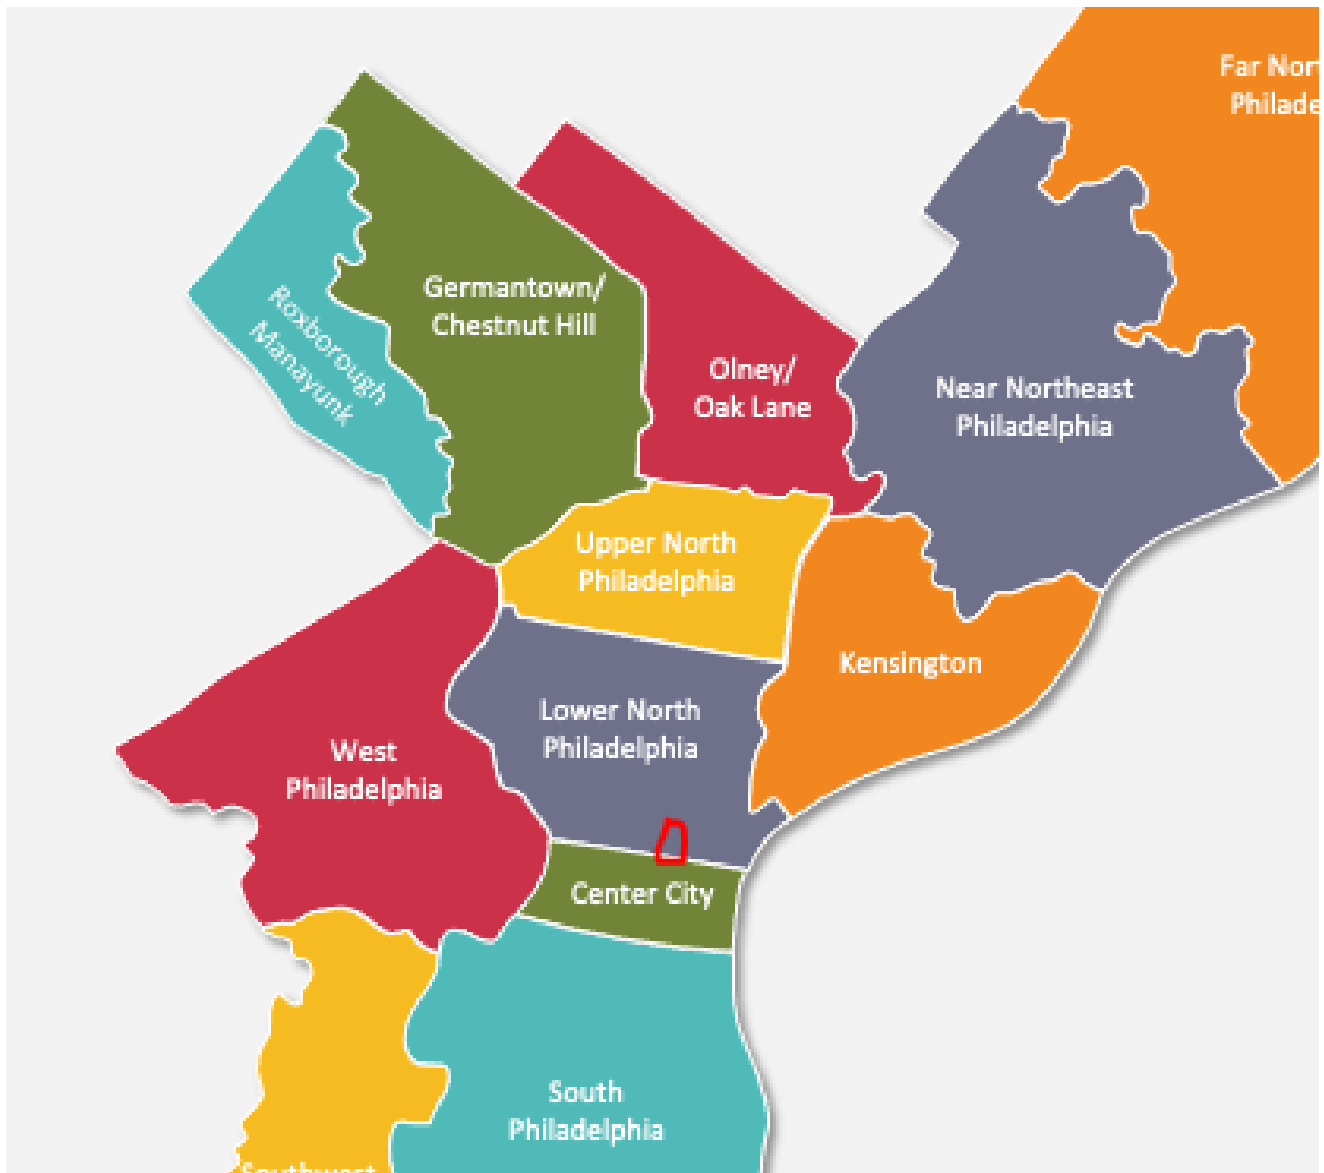 Far Nor
Philade
Germantown/
Chestnut Hill
Roxborough
Manayunk
Olney/
Oak Lane
Near Northeast
Philadelphia
Upper North
Philadelphia
Kensington
Lower North
Philadelphia
West
Philadelphia
Center City
South
Philadelphia
Southwest